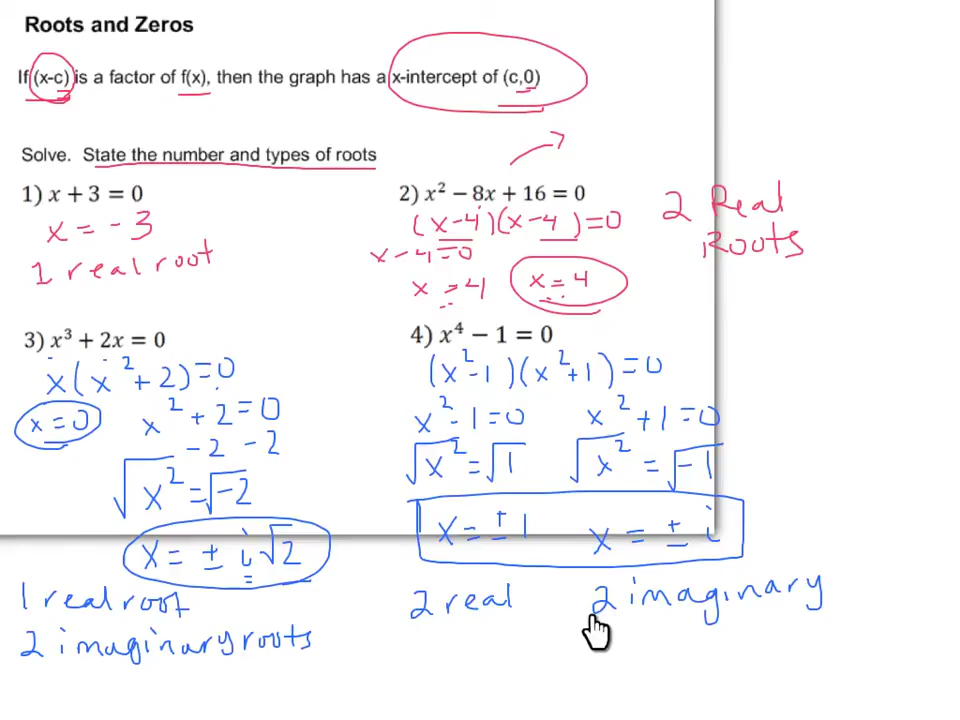 Roots and Zeros
If (x-c) is a factor of f(x), then the graph has a x-intercept of (c,0)
Solve. State the number and types of roots
1) x + 3 = 0
x = - 3
1 real root
2) x² − 8x + 16 = 0
(x-4)(x-4)=0
x-4=0
x = 4
x = 4
2 Real
Roots
3) x³ + 2x = 0
x(x²+2)=0
x=0
x²+2=0
-2 -2
√x²=√-2
x = ± i√2
1 real root
2 imaginary roots
4) x⁴ − 1 = 0
(x²-1)(x²+1)=0
x²-1=0
x²+1=0
√x²=√1
√x²=√-1
x=±1
x = ± i
2 real
2 imaginary